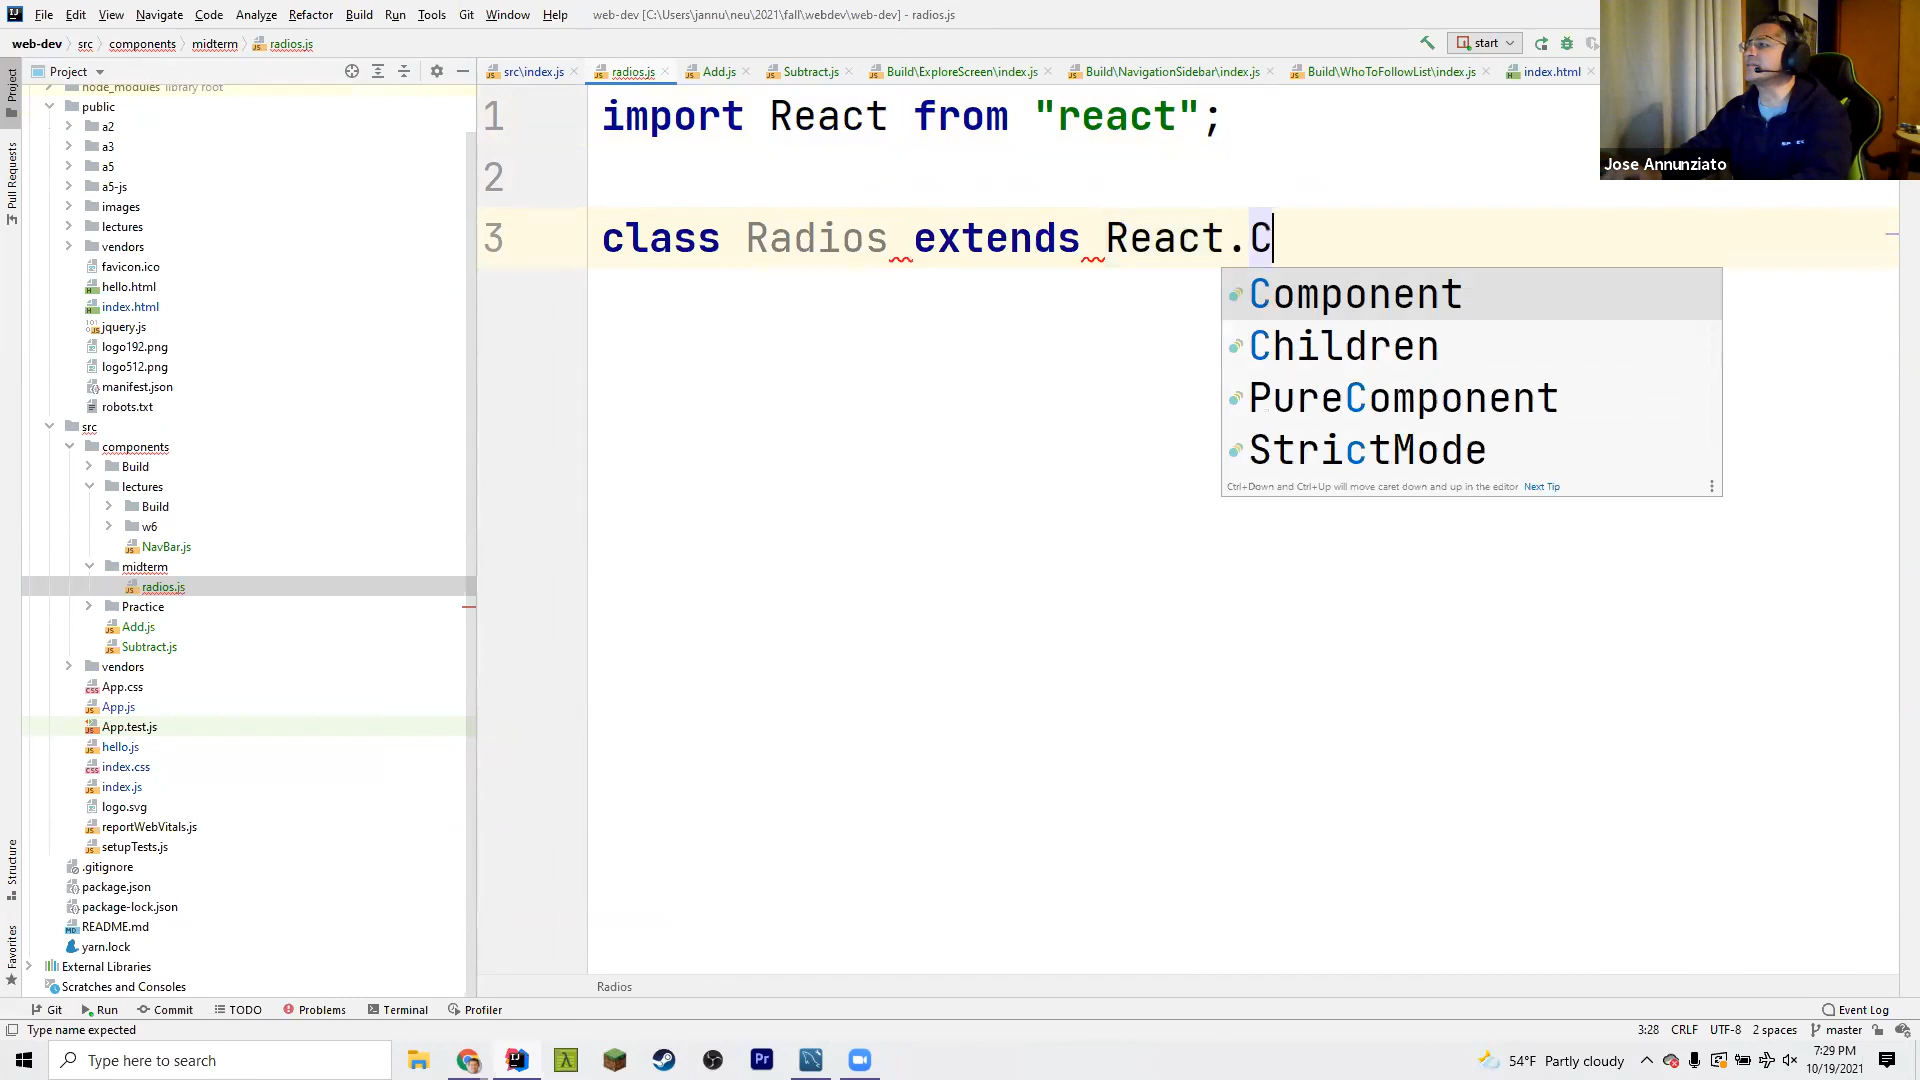 File Edit View Navigate Code Analyze Refactor Build Run Tools Git Window Help web-dev [C:\Users\jannu\neu\2021\fall\webdev\web-dev] - radios.js
web-dev src components midterm radios.js
start
Project
src\index.js radios.js Add.js Subtract.js Build\ExploreScreen\index.js Build\NavigationSidebar\index.js Build\WhoToFollowList\index.js index.html
Project
Pull Requests
Structure
Favorites
node_modules library root
public
a2
a3
a5
a5-js
images
lectures
vendors
favicon.ico
hello.html
index.html
jquery.js
logo192.png
logo512.png
manifest.json
robots.txt
src
components
Build
lectures
Build
w6
NavBar.js
midterm
radios.js
Practice
Add.js
Subtract.js
vendors
App.css
App.js
App.test.js
hello.js
index.css
index.js
logo.svg
reportWebVitals.js
setupTests.js
.gitignore
package.json
package-lock.json
README.md
yarn.lock
External Libraries
Scratches and Consoles
1 import React from "react";
2
3 class Radios extends React.C
Component
Children
PureComponent
StrictMode
Ctrl+Down and Ctrl+Up will move caret down and up in the editor Next Tip
Jose Annunziato
Radios
Git Run Commit TODO Problems Terminal Profiler Event Log
Type name expected 3:28 CRLF UTF-8 2 spaces master
Type here to search
54°F Partly cloudy
7:29 PM
10/19/2021